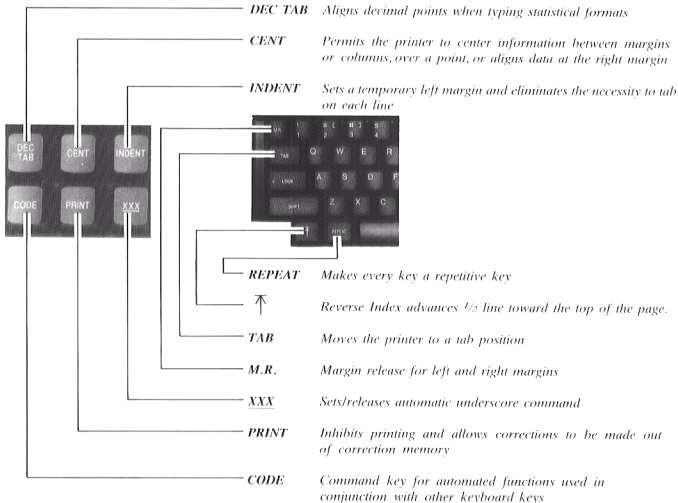 DEC TAB Aligns decimal points when typing statistical formats
CENT Permits the printer to center information between margins
or columns, over a point, or aligns data at the right margin
INDENT Sets a temporary left margin and eliminates the necessity to tab
on each line
DEC
TAB
CENT
INDENT
CODE
PRINT
XXX
M.R.
1
@
2
# ]
3
$
4
TAB
Q W E R
LOCK
A S D F
SHIFT
Z X C
REPEAT
REPEAT Makes every key a repetitive key
Reverse Index advances 1/2 line toward the top of the page.
TAB Moves the printer to a tab position
M.R. Margin release for left and right margins
XXX Sets/releases automatic underscore command
PRINT Inhibits printing and allows corrections to be made out
of correction memory
CODE Command key for automated functions used in
conjunction with other keyboard keys